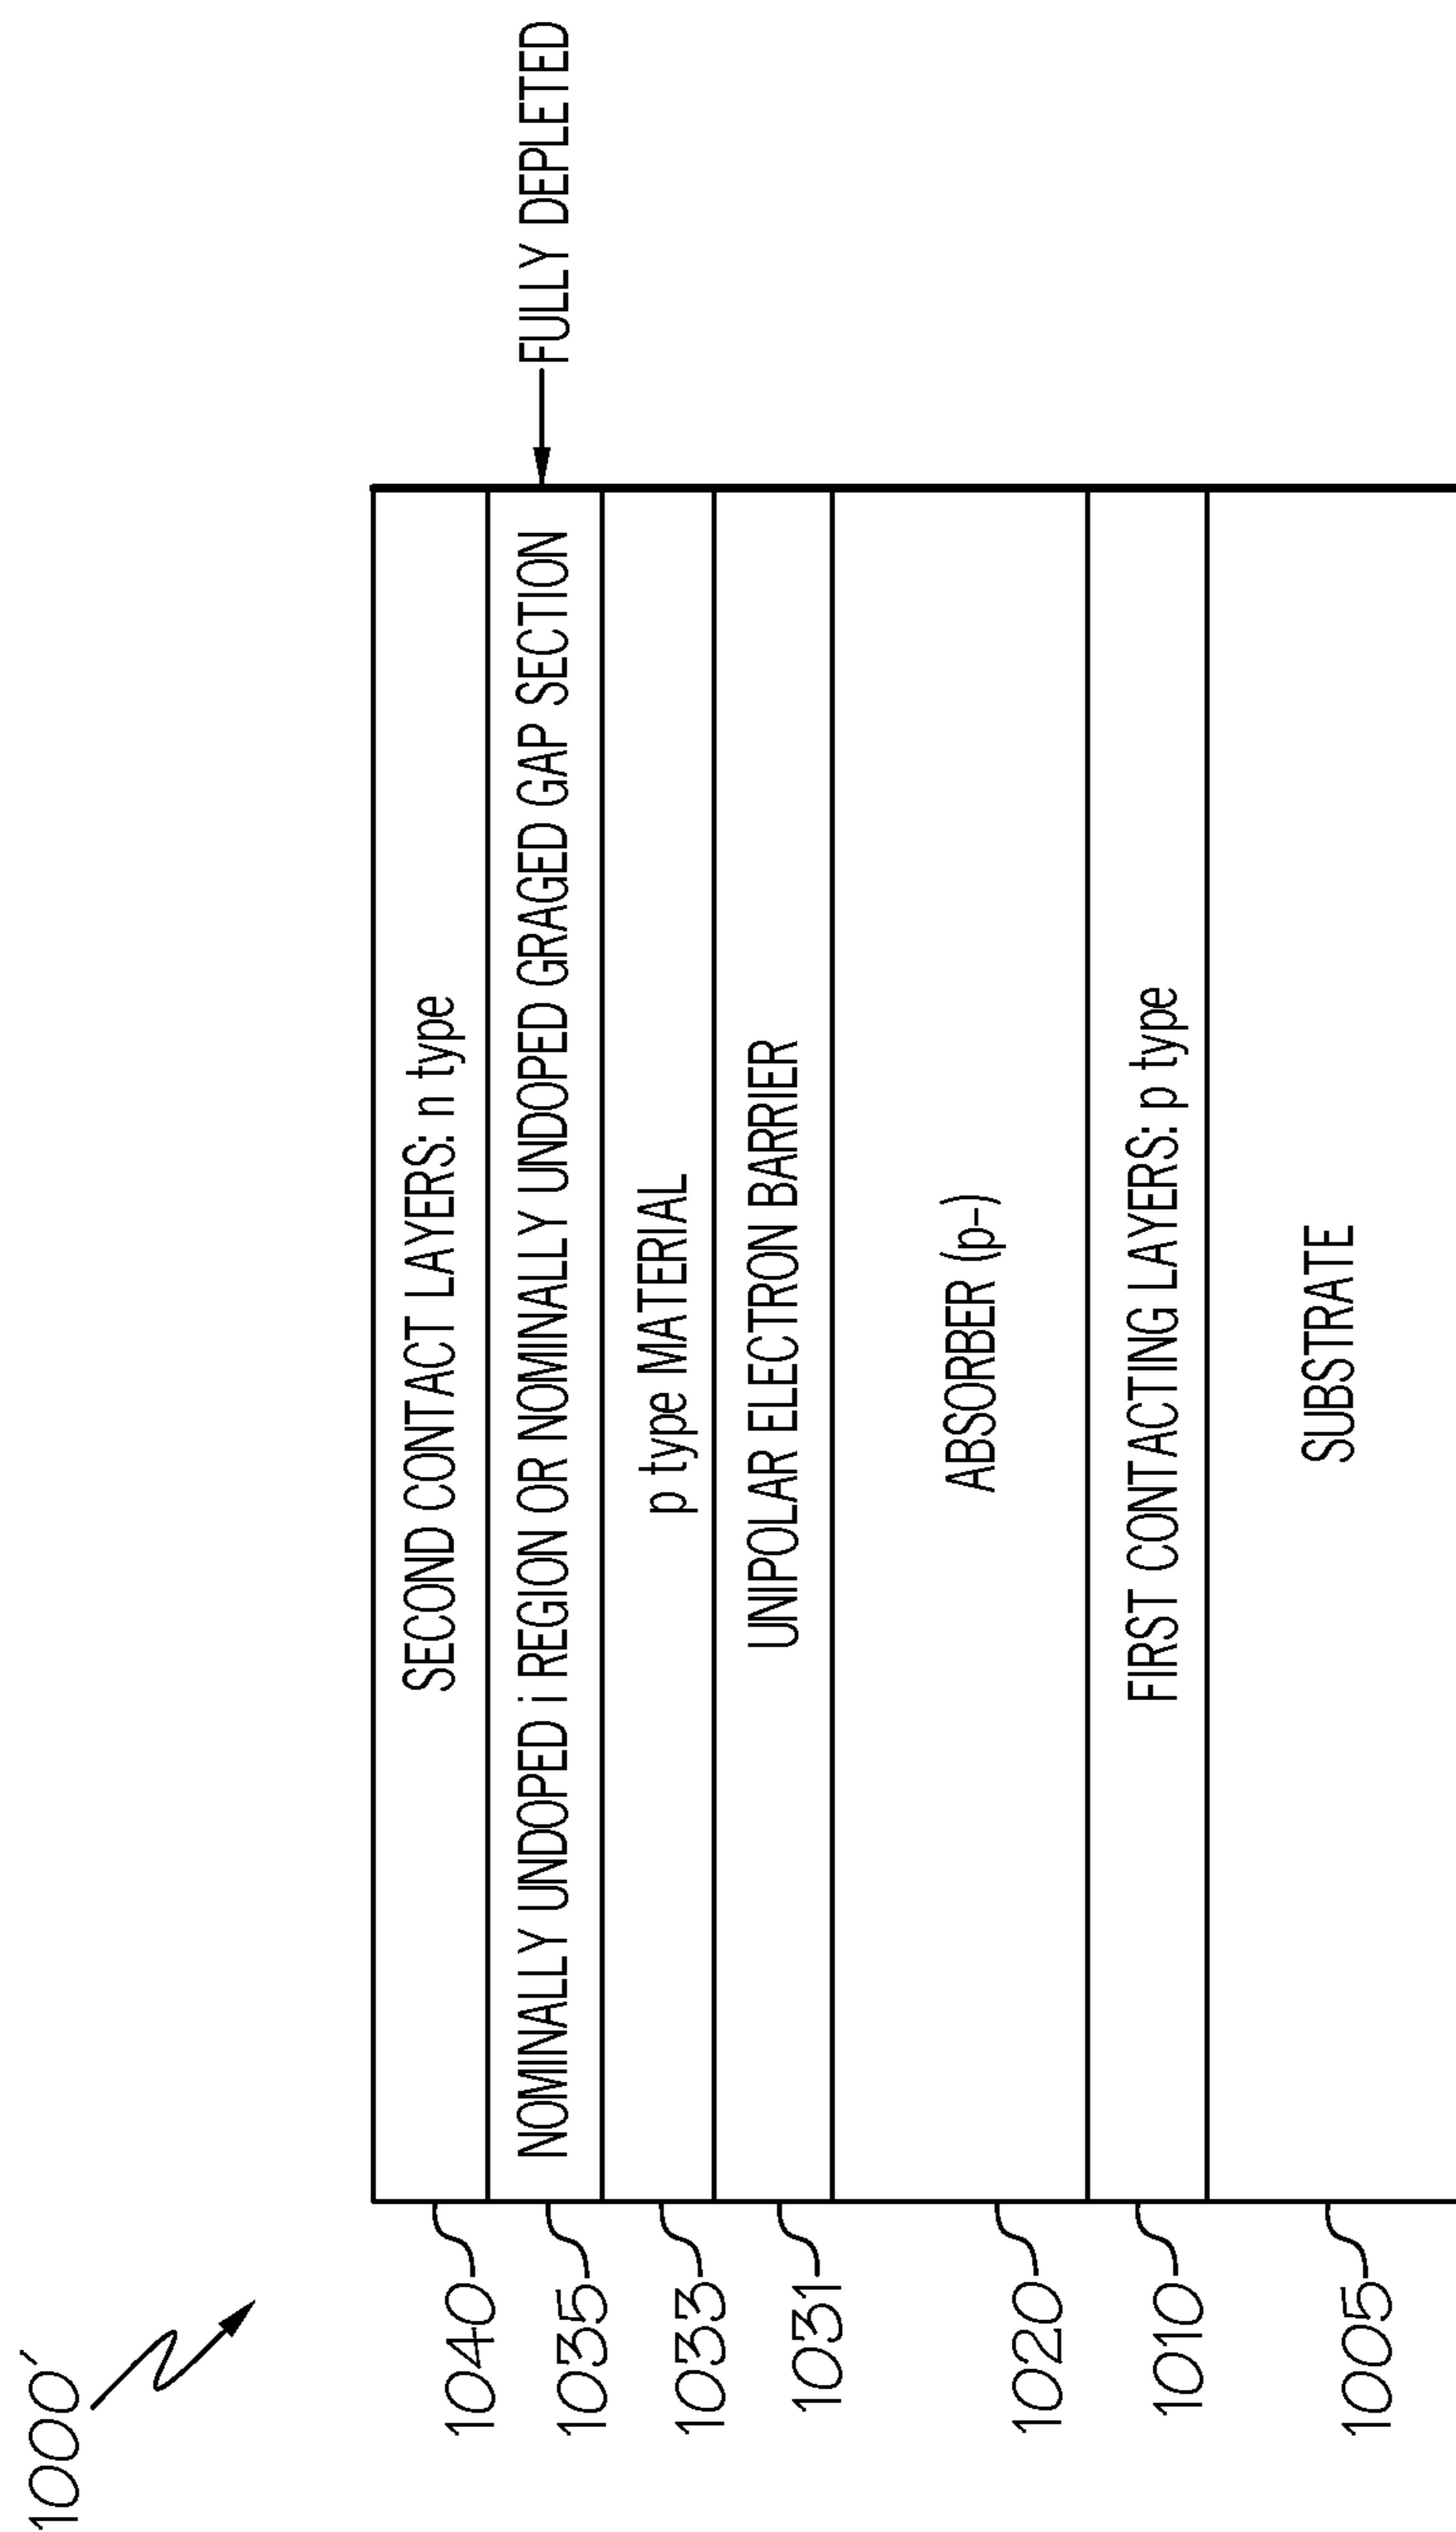 1000'
1040
SECOND CONTACT LAYERS: n type
1035
NOMINALLY UNDOPED i REGION OR NOMINALLY UNDOPED GRAGED GAP SECTION
FULLY DEPLETED
1033
p type MATERIAL
1031
UNIPOLAR ELECTRON BARRIER
1020
ABSORBER (p-)
1010
FIRST CONTACTING LAYERS: p type
1005
SUBSTRATE